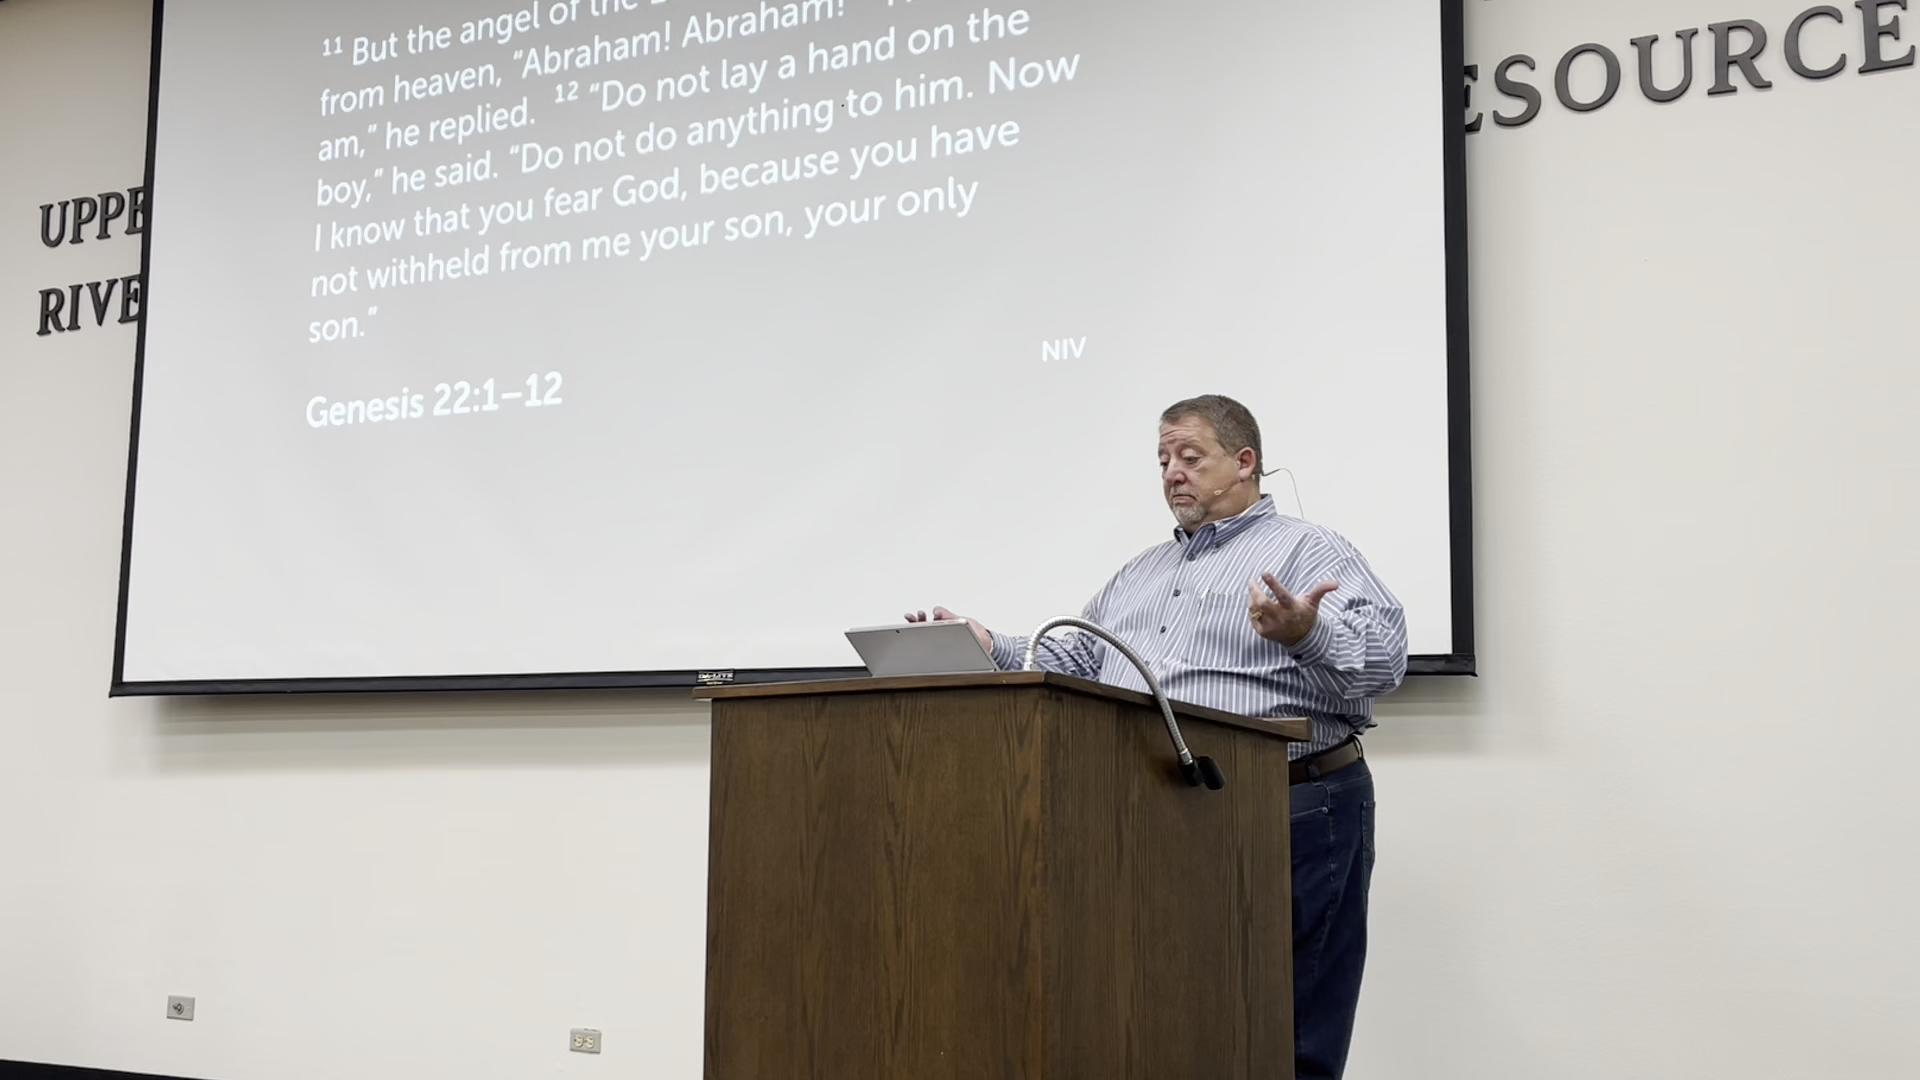 11 But the angel of the
from heaven, “Abraham! Abraham!”
am,” he replied. 12 “Do not lay a hand on the
boy,” he said. “Do not do anything to him. Now
I know that you fear God, because you have
not withheld from me your son, your only
son.”
NIV
Genesis 22:1–12
UPPE
RIVE
ESOURCE
DA-LITE